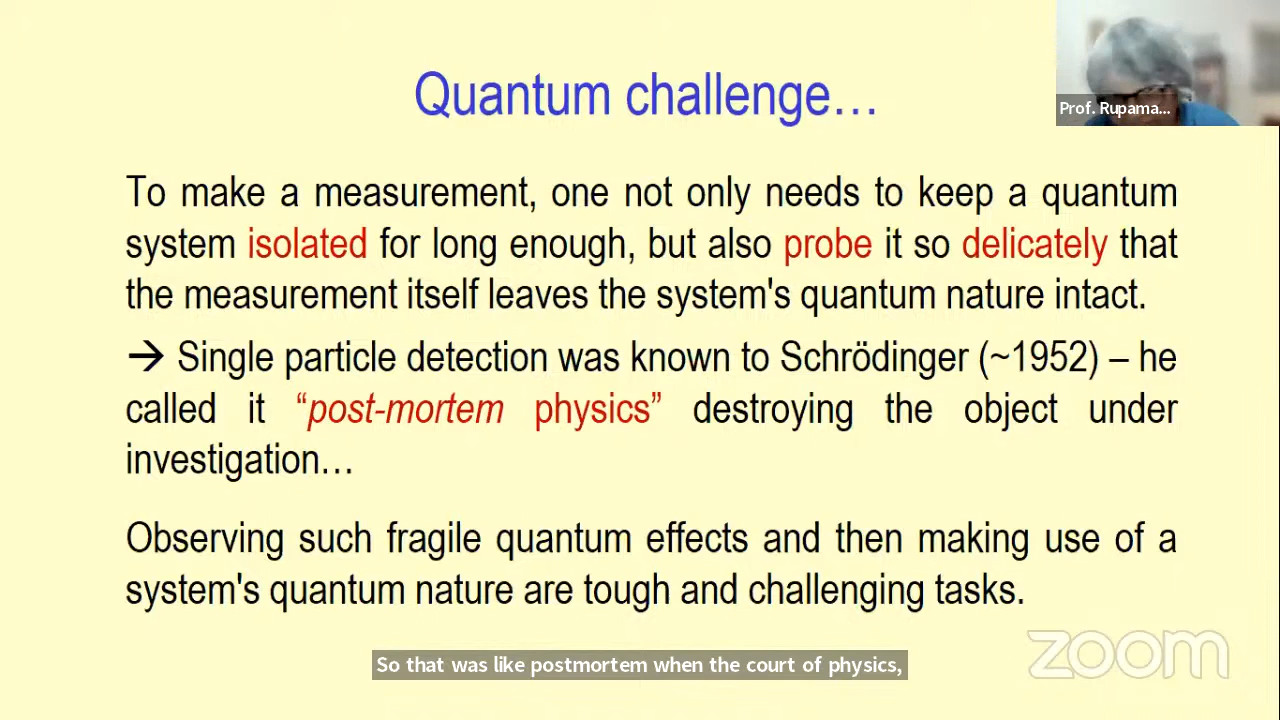 Quantum challenge…
Prof. Rupama...
To make a measurement, one not only needs to keep a quantum
system isolated for long enough, but also probe it so delicately that
the measurement itself leaves the system's quantum nature intact.
→ Single particle detection was known to Schrödinger (~1952) – he
called it “post-mortem physics” destroying the object under
investigation…
Observing such fragile quantum effects and then making use of a
system's quantum nature are tough and challenging tasks.
So that was like postmortem when the court of physics,
zoom